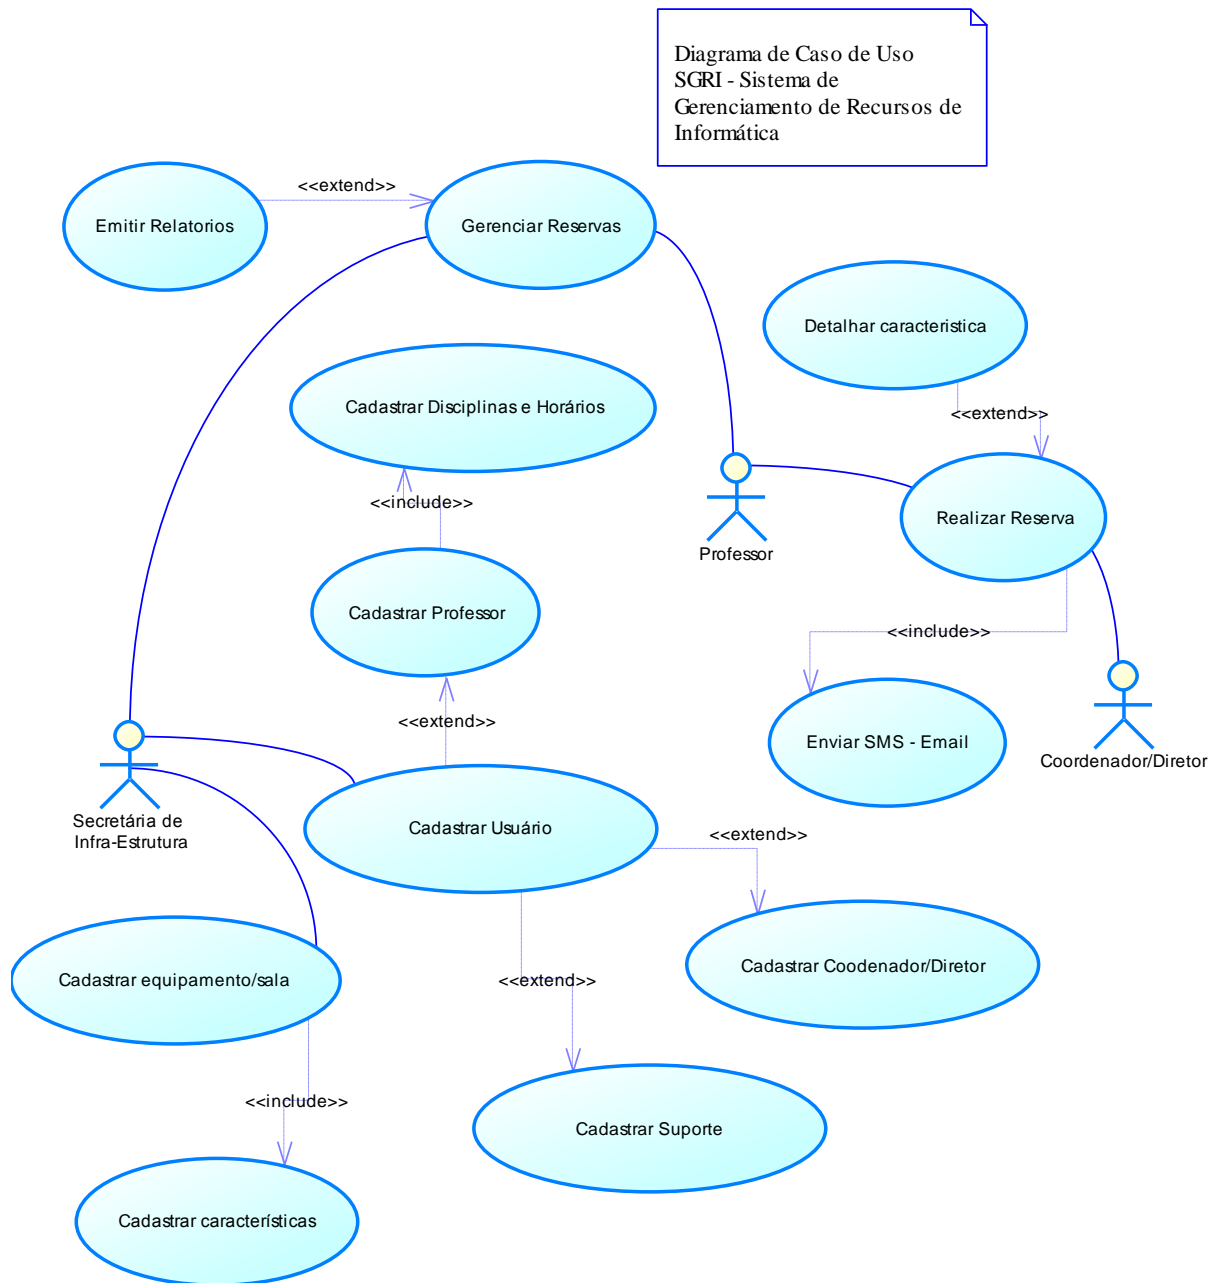 Diagrama de Caso de Uso
SGRI - Sistema de
Gerenciamento de Recursos de
Informática
<<extend>>
Emitir Relatorios
Gerenciar Reservas
Detalhar caracteristica
Cadastrar Disciplinas e Horários
<<extend>>
<<include>>
Realizar Reserva
Professor
Cadastrar Professor
<<include>>
<<extend>>
Enviar SMS - Email
Coordenador/Diretor
Secretária de
Infra-Estrutura
Cadastrar Usuário
<<extend>>
Cadastrar equipamento/sala
<<extend>>
Cadastrar Coodenador/Diretor
<<include>>
Cadastrar Suporte
Cadastrar características